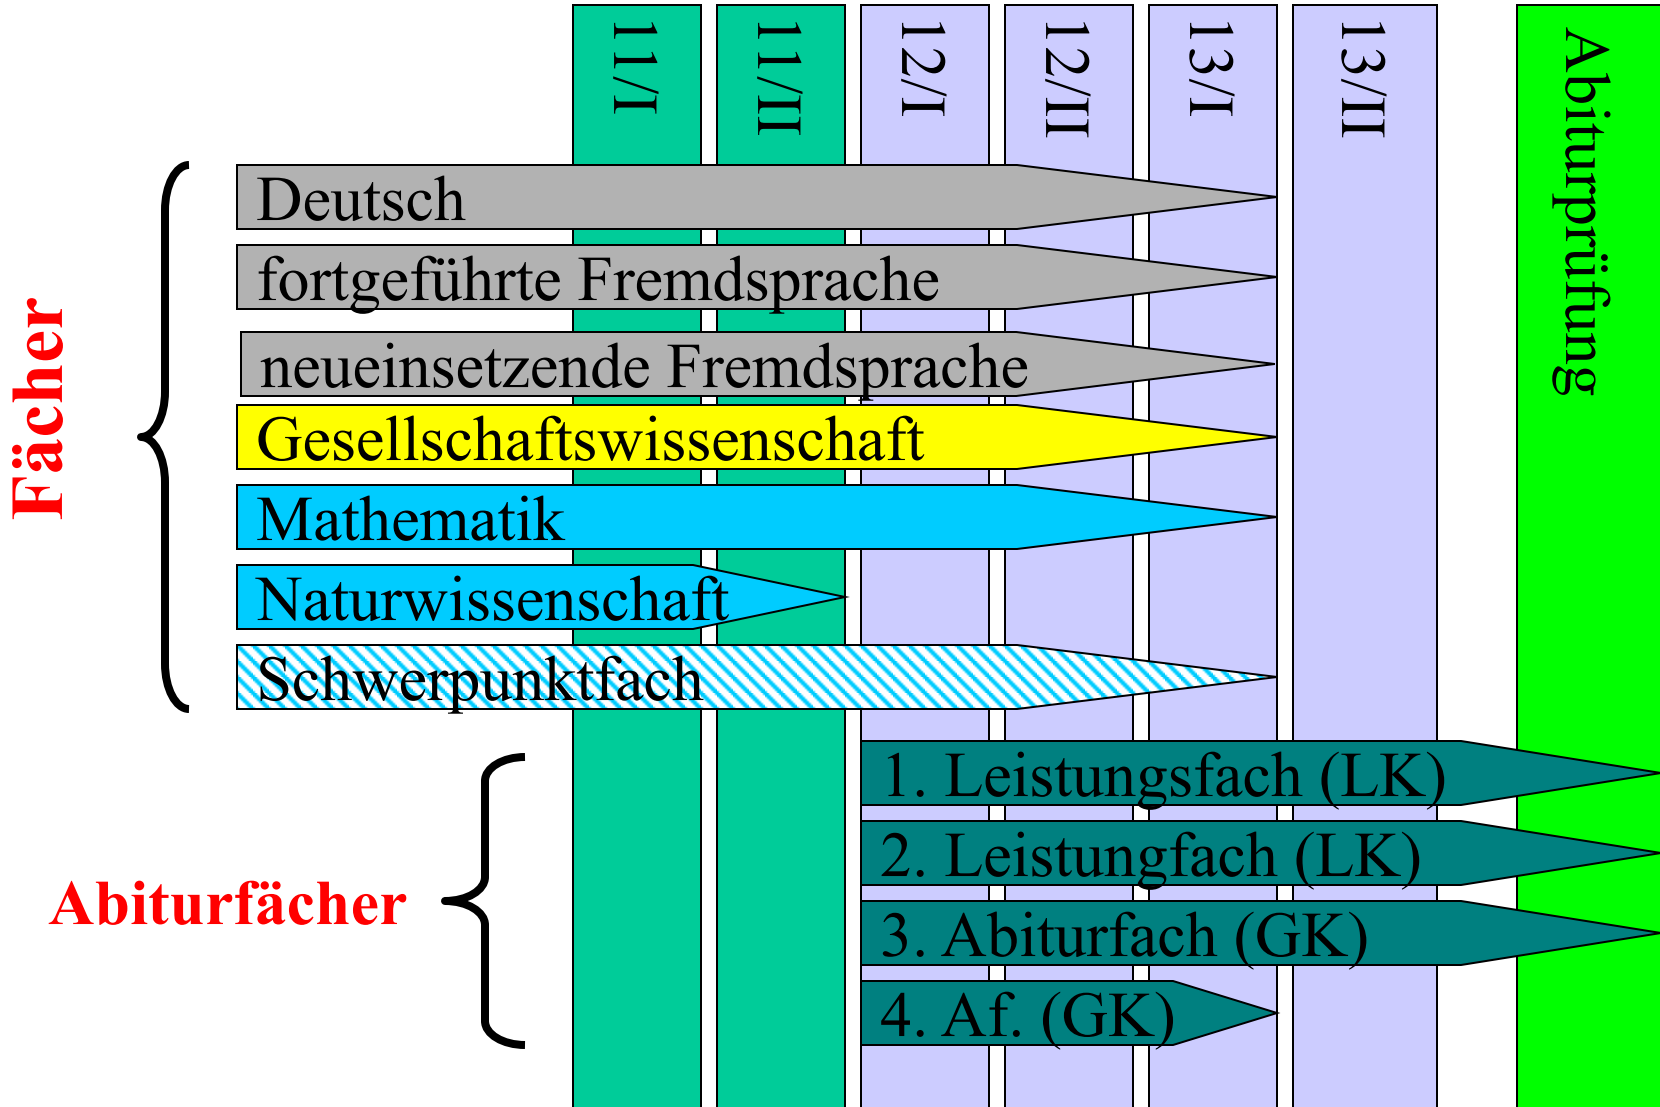 11/I
11/II
12/I
12/II
13/I
13/II
Abiturprüfung
Fächer
Deutsch
fortgeführte Fremdsprache
neueinsetzende Fremdsprache
Gesellschaftswissenschaft
Mathematik
Naturwissenschaft
Schwerpunktfach
Abiturfächer
1. Leistungsfach (LK)
2. Leistungfach (LK)
3. Abiturfach (GK)
4. Af. (GK)